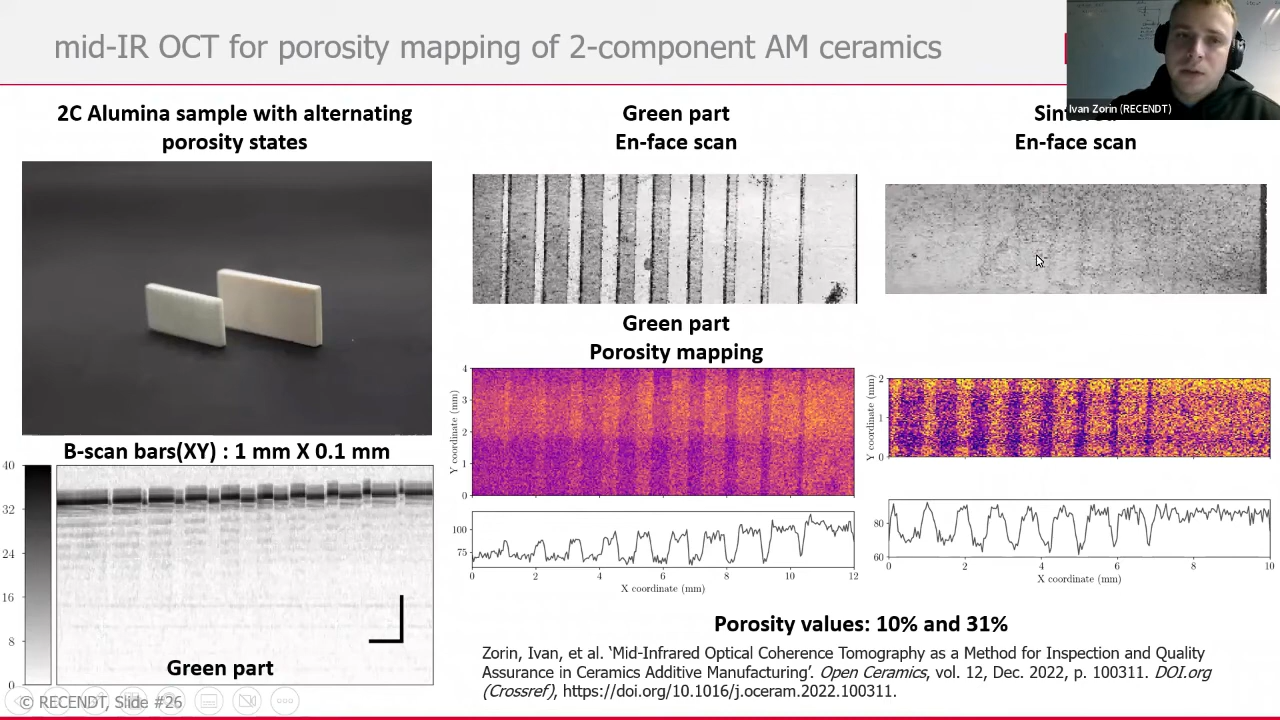 mid-IR OCT for porosity mapping of 2-component AM ceramics
Ivan Zorin (RECENDT)
2C Alumina sample with alternating
porosity states
Green part
En-face scan
En-face scan
Green part
Porosity mapping
B-scan bars(XY) : 1 mm X 0.1 mm
40
32
24
16
8
0
Green part
Y coordinate (mm)
4
3
2
1
0
100
75
0 2 4 6 8 10 12
X coordinate (mm)
Y coordinate (mm)
2
1
0
80
60
0 2 4 6 8 10
X coordinate (mm)
Porosity values: 10% and 31%
Zorin, Ivan, et al. ‘Mid-Infrared Optical Coherence Tomography as a Method for Inspection and Quality
Assurance in Ceramics Additive Manufacturing’. Open Ceramics, vol. 12, Dec. 2022, p. 100311. DOI.org
(Crossref), https://doi.org/10.1016/j.oceram.2022.100311.
© RECENDT, Slide #26